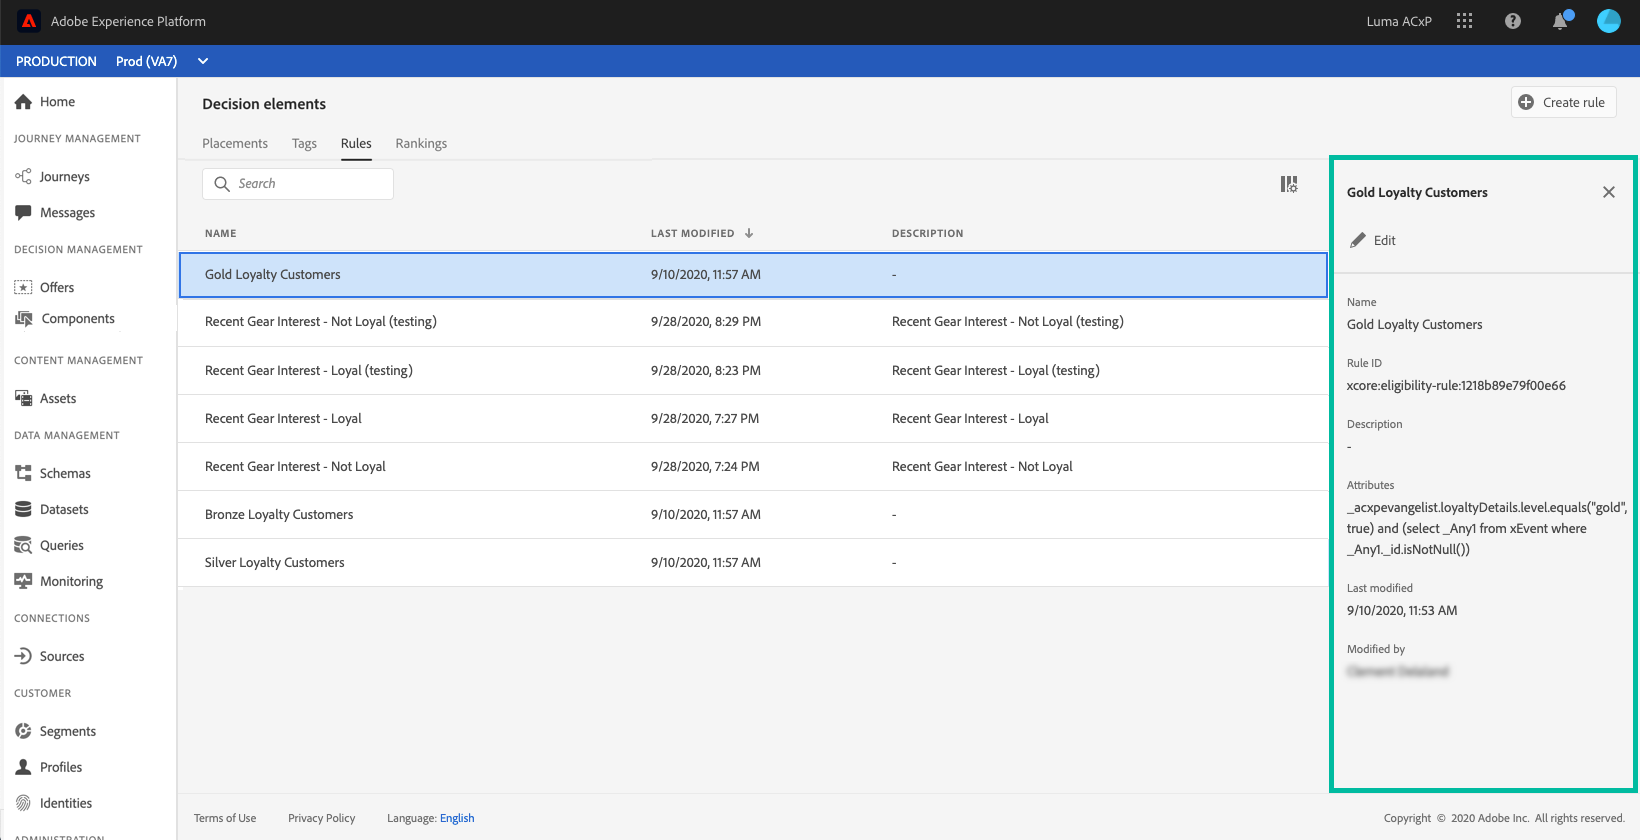 Adobe Experience Platform
Luma ACxP
PRODUCTION Prod (VA7)
Home
JOURNEY MANAGEMENT
Journeys
Messages
DECISION MANAGEMENT
Offers
Components
CONTENT MANAGEMENT
Assets
DATA MANAGEMENT
Schemas
Datasets
Queries
Monitoring
CONNECTIONS
Sources
CUSTOMER
Segments
Profiles
Identities
ADMINISTRATION
Decision elements
Create rule
Placements Tags Rules Rankings
Search
NAME LAST MODIFIED DESCRIPTION
Gold Loyalty Customers 9/10/2020, 11:57 AM -
Recent Gear Interest - Not Loyal (testing) 9/28/2020, 8:29 PM Recent Gear Interest - Not Loyal (testing)
Recent Gear Interest - Loyal (testing) 9/28/2020, 8:23 PM Recent Gear Interest - Loyal (testing)
Recent Gear Interest - Loyal 9/28/2020, 7:27 PM Recent Gear Interest - Loyal
Recent Gear Interest - Not Loyal 9/28/2020, 7:24 PM Recent Gear Interest - Not Loyal
Bronze Loyalty Customers 9/10/2020, 11:57 AM -
Silver Loyalty Customers 9/10/2020, 11:57 AM -
Gold Loyalty Customers
Edit
Name
Gold Loyalty Customers
Rule ID
xcore:eligibility-rule:1218b89e79f00e66
Description
-
Attributes
_acxpevangelist.loyaltyDetails.level.equals("gold",
true) and (select _Any1 from xEvent where
_Any1._id.isNotNull())
Last modified
9/10/2020, 11:53 AM
Modified by
Terms of Use Privacy Policy Language: English
Copyright © 2020 Adobe Inc. All rights reserved.